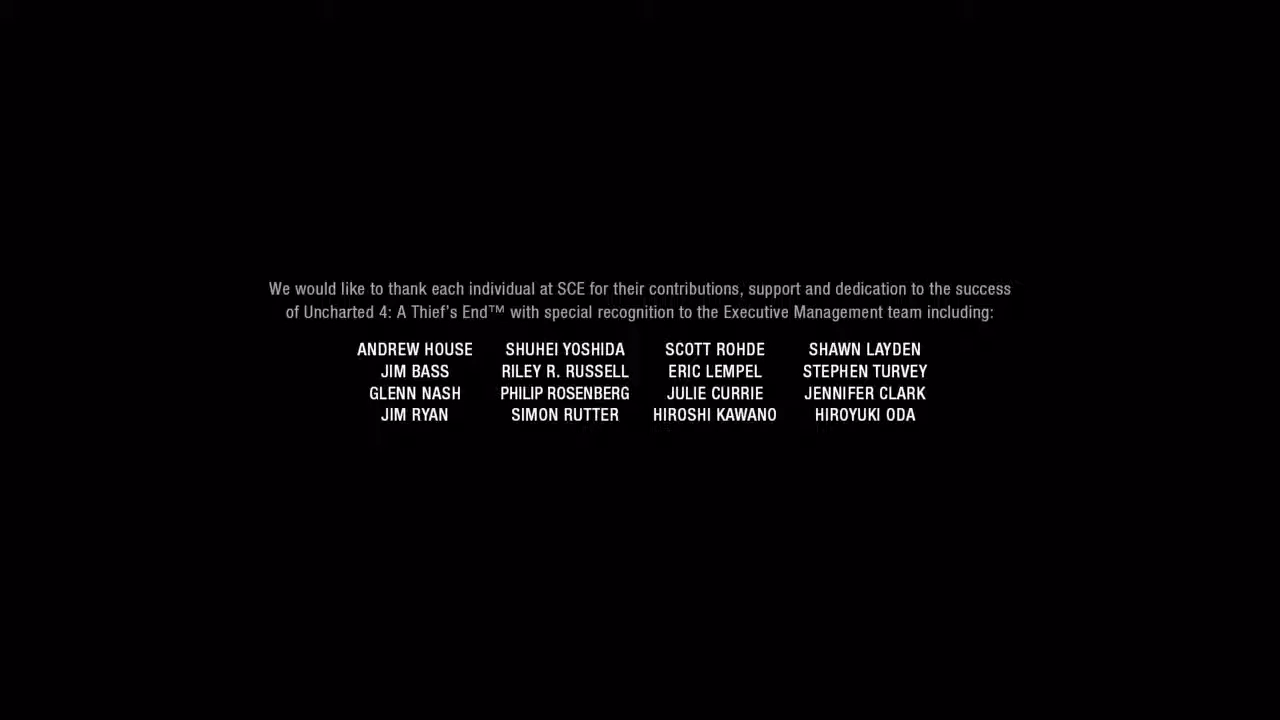 We would like to thank each individual at SCE for their contributions, support and dedication to the success
of Uncharted 4: A Thief's End™ with special recognition to the Executive Management team including:
ANDREW HOUSE SHUHEI YOSHIDA SCOTT ROHDE SHAWN LAYDEN
JIM BASS RILEY R. RUSSELL ERIC LEMPEL STEPHEN TURVEY
GLENN NASH PHILIP ROSENBERG JULIE CURRIE JENNIFER CLARK
JIM RYAN SIMON RUTTER HIROSHI KAWANO HIROYUKI ODA